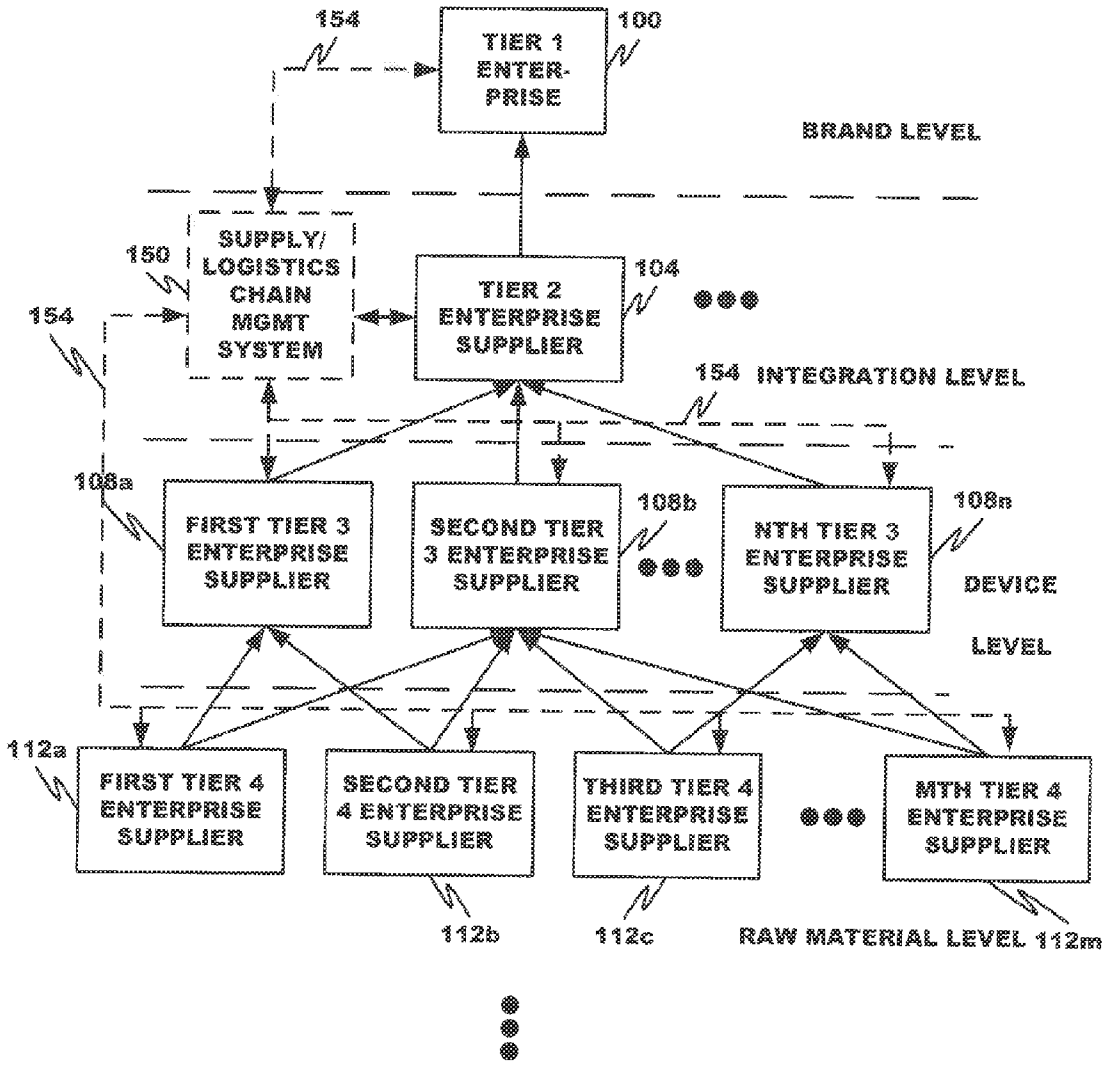 154
TIER 1
ENTER-
PRISE
100
BRAND LEVEL
150
SUPPLY/
LOGISTICS
CHAIN
MGMT
SYSTEM
TIER 2
ENTERPRISE
SUPPLIER
104
154
154 INTEGRATION LEVEL
108a
FIRST TIER 3
ENTERPRISE
SUPPLIER
SECOND TIER
3 ENTERPRISE
SUPPLIER
108b
NTH TIER 3
ENTERPRISE
SUPPLIER
108n
DEVICE
LEVEL
112a
FIRST TIER 4
ENTERPRISE
SUPPLIER
SECOND TIER
4 ENTERPRISE
SUPPLIER
THIRD TIER 4
ENTERPRISE
SUPPLIER
MTH TIER 4
ENTERPRISE
SUPPLIER
112b
112c
RAW MATERIAL LEVEL 112m